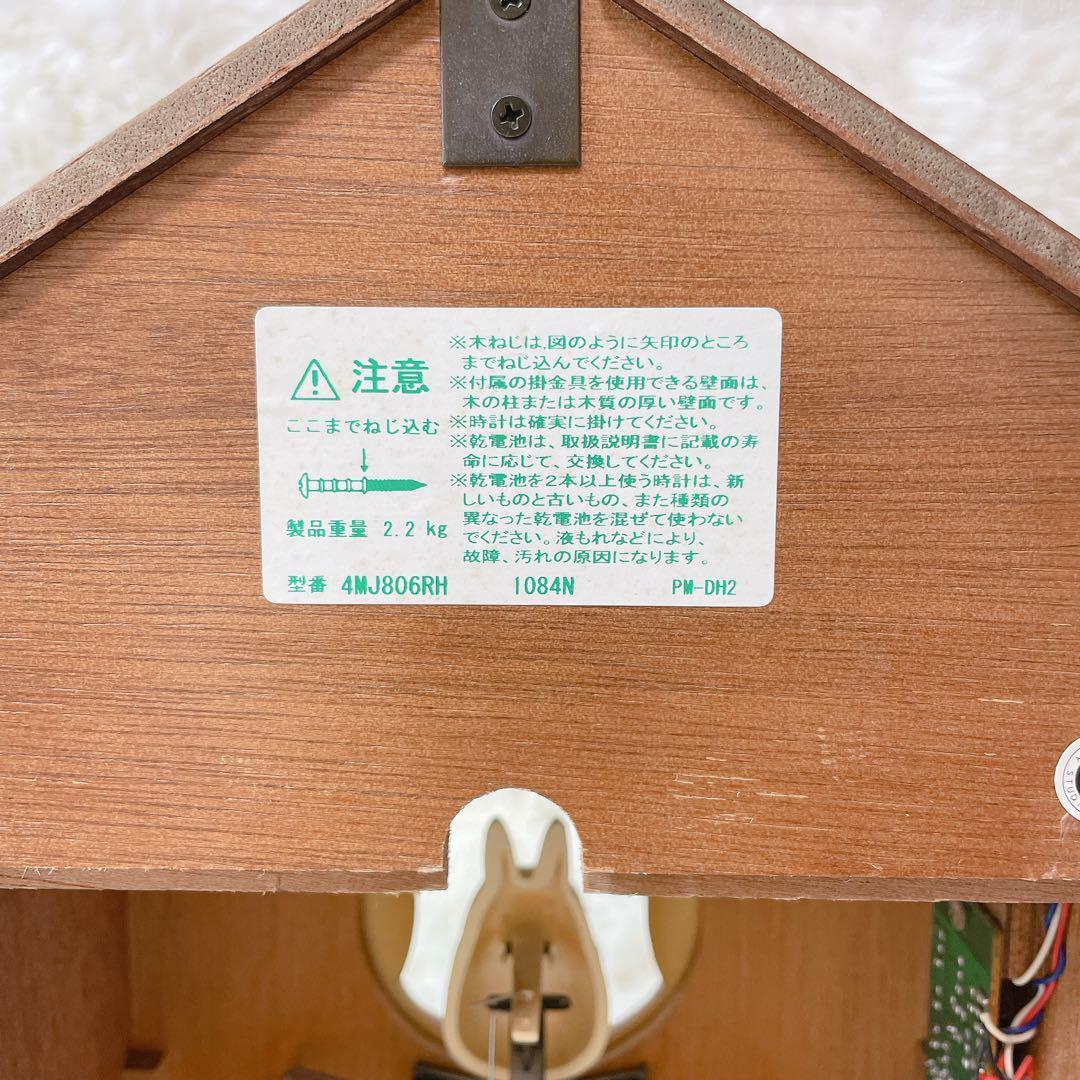 注意
ここまでねじ込む
製品重量 2.2 kg
※木ねじは、図のように矢印のところ
までねじ込んでください。
※付属の掛金具を使用できる壁面は、
木の柱または木質の厚い壁面です。
※時計は確実に掛けてください。
※乾電池は、取扱説明書に記載の寿
命に応じて、交換してください。
※乾電池を2本以上使う時計は、新
しいものと古いもの、また種類の
異なった乾電池を混ぜて使わない
でください。液もれなどにより、
故障、汚れの原因になります。
型番 4MJ806RH 1084N PM-DH2